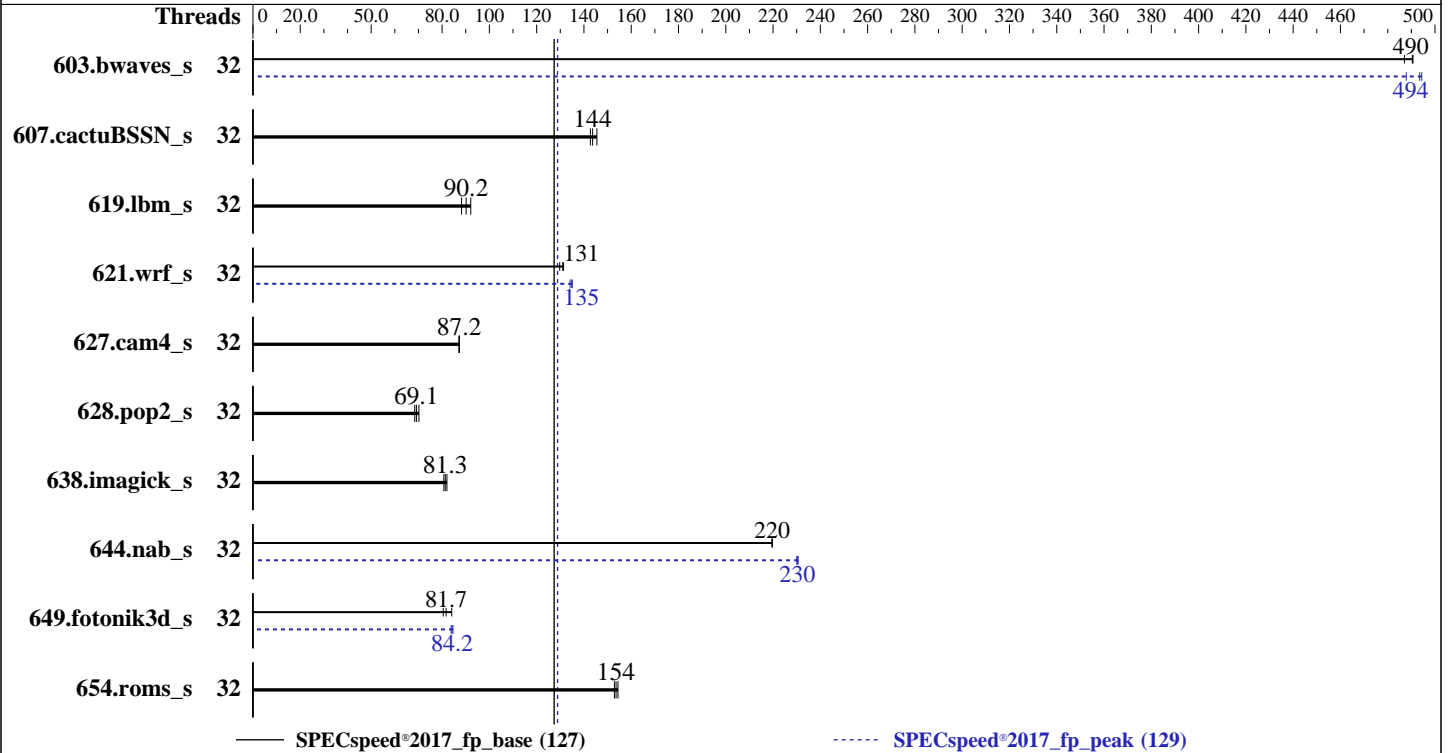 Threads 0 20.0 50.0 80.0 100 120 140 160 180 200 220 240 260 280 300 320 340 360 380 400 420 440 460 500
603.bwaves_s 32 490
494
607.cactuBSSN_s 32 144
619.lbm_s 32 90.2
621.wrf_s 32 131
135
627.cam4_s 32 87.2
628.pop2_s 32 69.1
638.imagick_s 32 81.3
644.nab_s 32 220
230
649.fotonik3d_s 32 81.7
84.2
654.roms_s 32 154
SPECspeed®2017_fp_base (127) SPECspeed®2017_fp_peak (129)